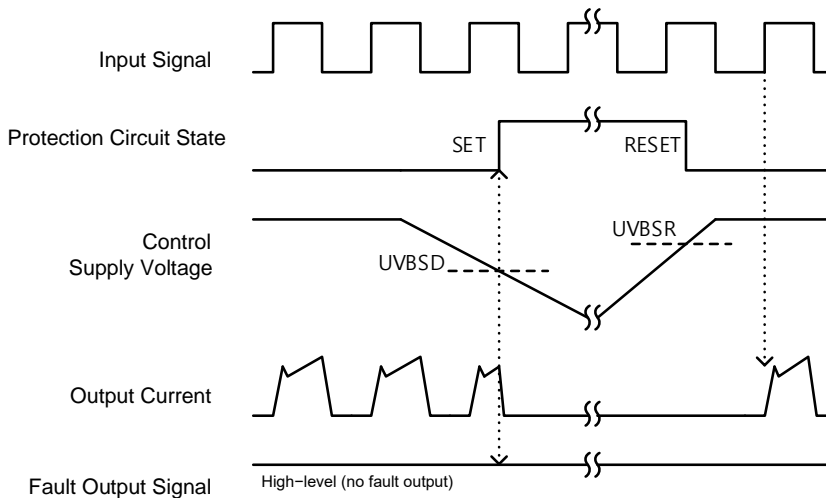 Input Signal
Protection Circuit State
SET
RESET
Control
Supply Voltage
UVBSD
UVBSR
Output Current
Fault Output Signal
High−level (no fault output)